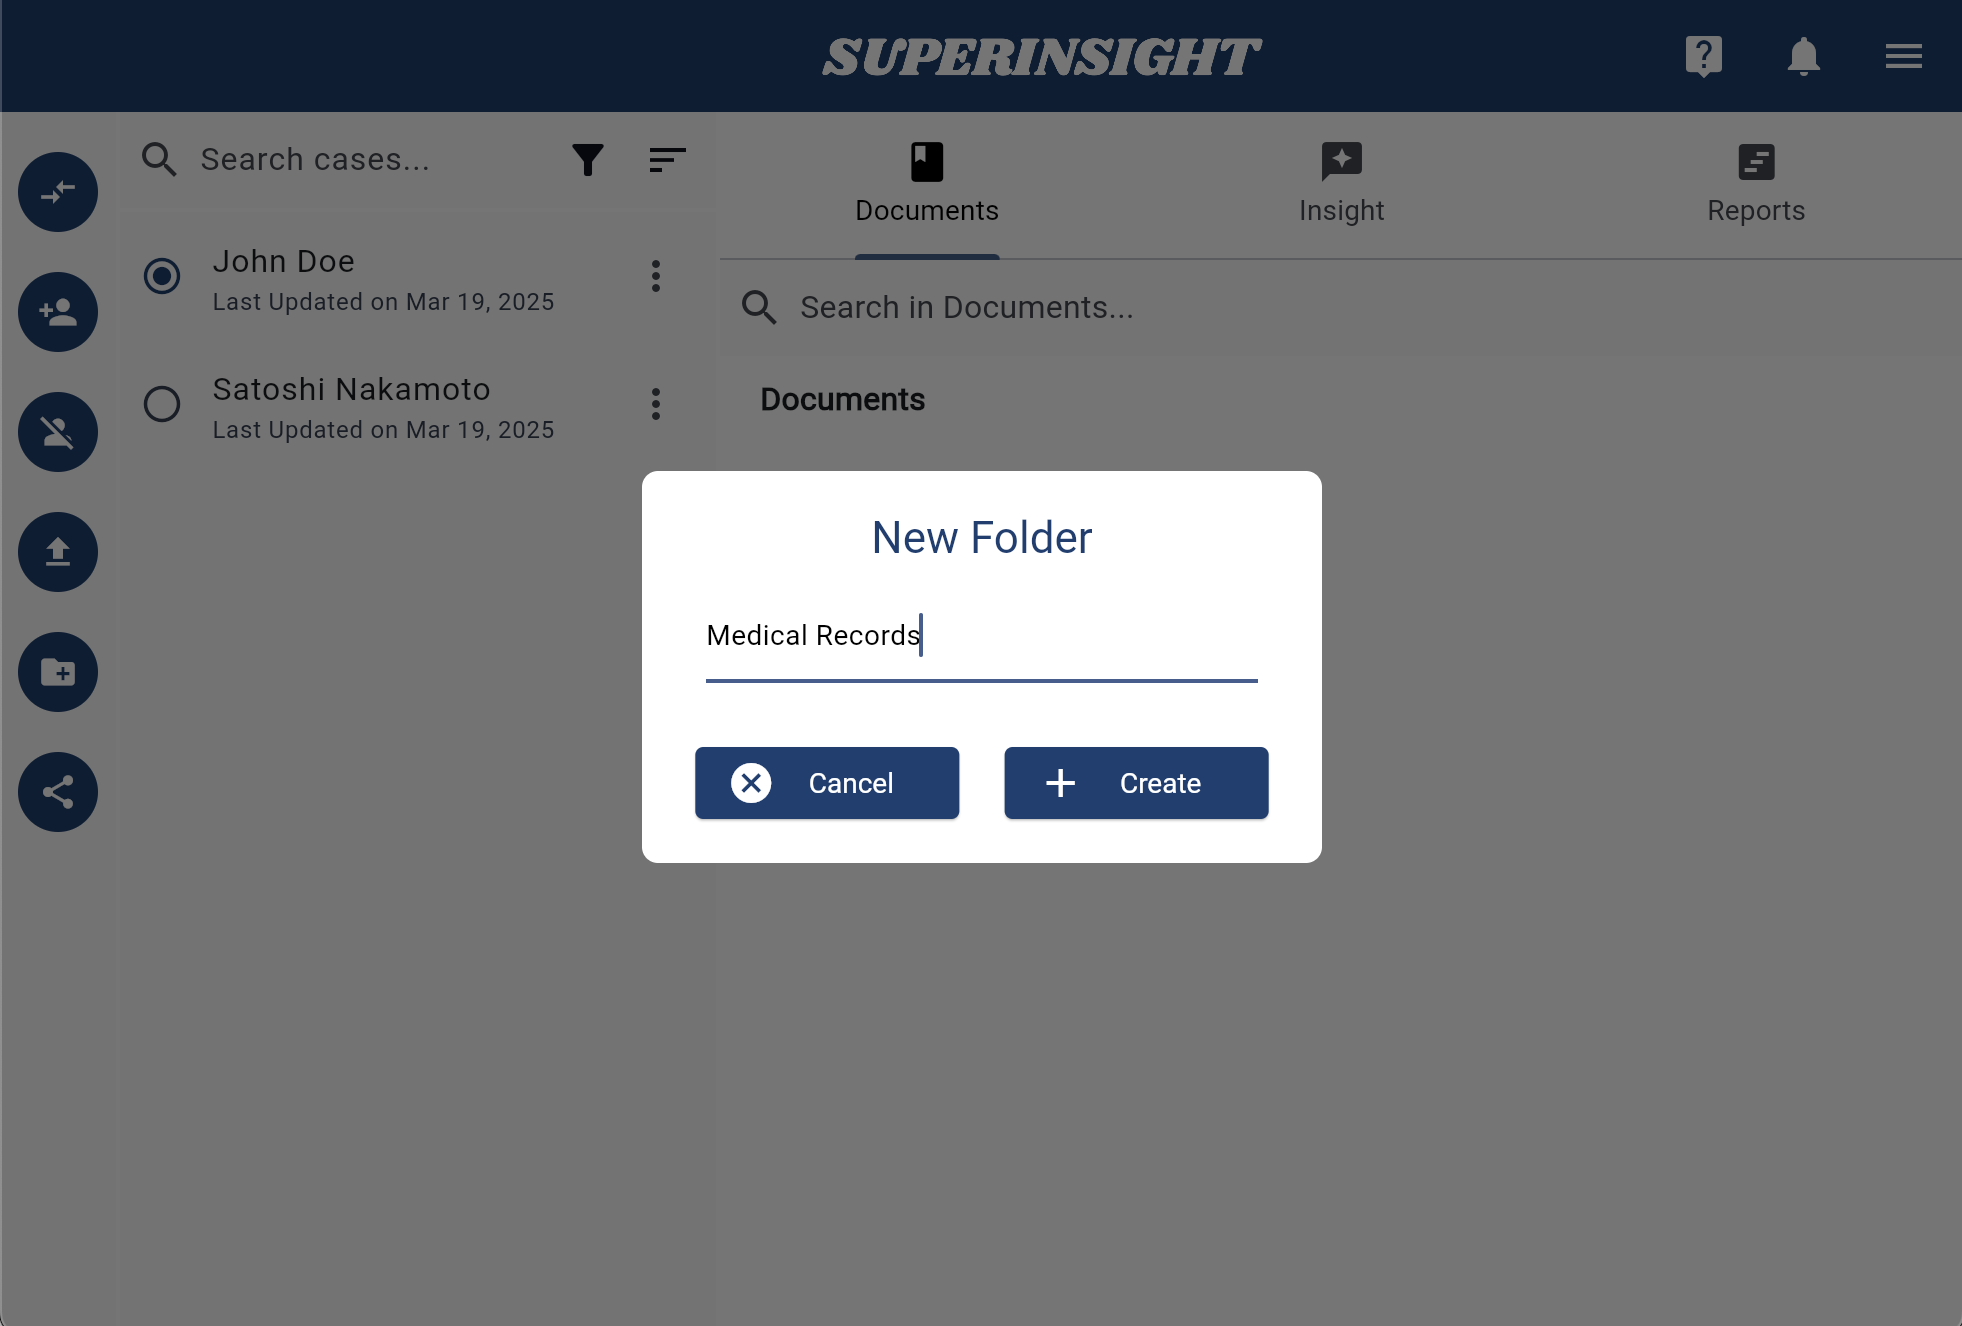 SUPERINSIGHT
Search cases...
John Doe
Last Updated on Mar 19, 2025
Satoshi Nakamoto
Last Updated on Mar 19, 2025
Documents
Insight
Reports
Search in Documents...
Documents
New Folder
Medical Records
Cancel
Create